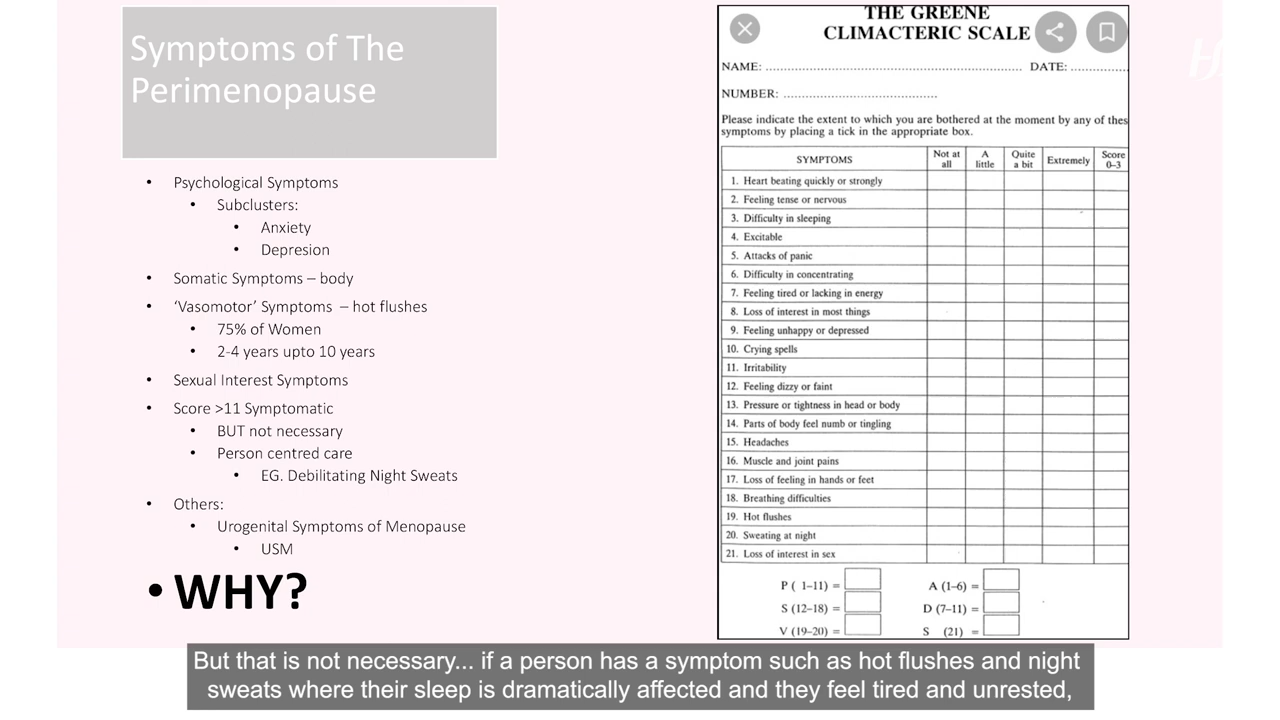 Symptoms of The
Perimenopause
• Psychological Symptoms
• Subclusters:
• Anxiety
• Depresion
• Somatic Symptoms – body
• ‘Vasomotor’ Symptoms – hot flushes
• 75% of Women
• 2-4 years upto 10 years
• Sexual Interest Symptoms
• Score >11 Symptomatic
• BUT not necessary
• Person centred care
• EG. Debilitating Night Sweats
• Others:
• Urogenital Symptoms of Menopause
• USM
• WHY?
THE GREENE
CLIMACTERIC SCALE
NAME: ........................ DATE: ............
NUMBER: ........................
Please indicate the extent to which you are bothered at the moment by any of thes
symptoms by placing a tick in the appropriate box.
SYMPTOMS Not at all A little Quite a bit Extremely Score 0–3
1. Heart beating quickly or strongly
2. Feeling tense or nervous
3. Difficulty in sleeping
4. Excitable
5. Attacks of panic
6. Difficulty in concentrating
7. Feeling tired or lacking in energy
8. Loss of interest in most things
9. Feeling unhappy or depressed
10. Crying spells
11. Irritability
12. Feeling dizzy or faint
13. Pressure or tightness in head or body
14. Parts of body feel numb or tingling
15. Headaches
16. Muscle and joint pains
17. Loss of feeling in hands or feet
18. Breathing difficulties
19. Hot flushes
20. Sweating at night
21. Loss of interest in sex
P ( 1–11) = A (1–6) =
S (12–18) = D (7–11) =
V (19–20) = S (21) =
But that is not necessary... if a person has a symptom such as hot flushes and night
sweats where their sleep is dramatically affected and they feel tired and unrested,